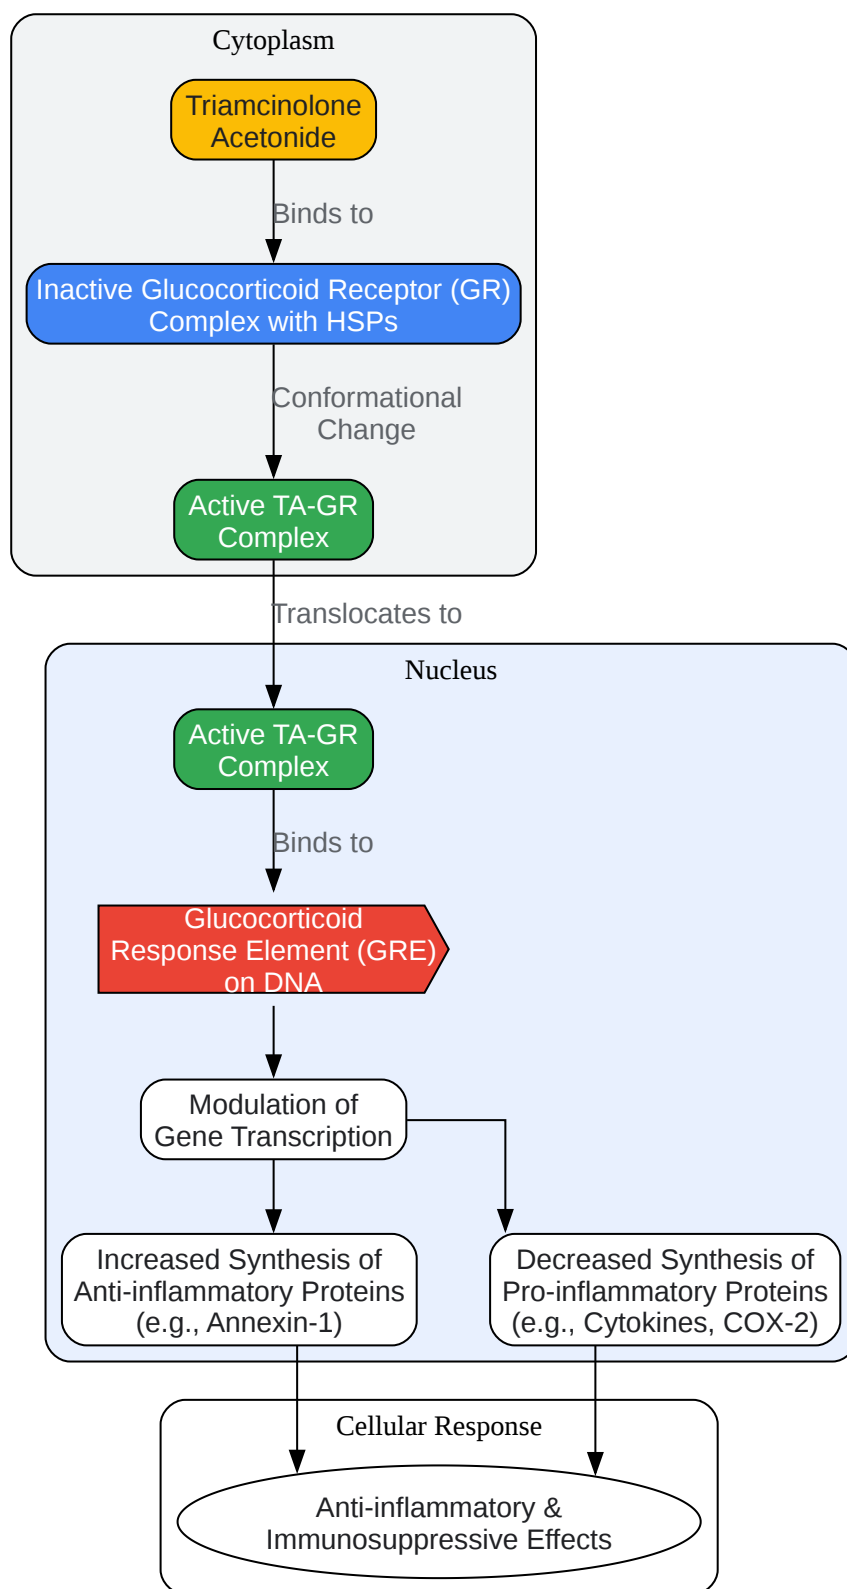 Cytoplasm
Triamcinolone
Acetonide
Binds to
Inactive Glucocorticoid Receptor (GR)
Complex with HSPs
Conformational
Change
Active TA-GR
Complex
Translocates to
Nucleus
Active TA-GR
Complex
Binds to
Glucocorticoid
Response Element (GRE)
on DNA
Modulation of
Gene Transcription
Increased Synthesis of
Anti-inflammatory Proteins
(e.g., Annexin-1)
Decreased Synthesis of
Pro-inflammatory Proteins
(e.g., Cytokines, COX-2)
Cellular Response
Anti-inflammatory &
Immunosuppressive Effects